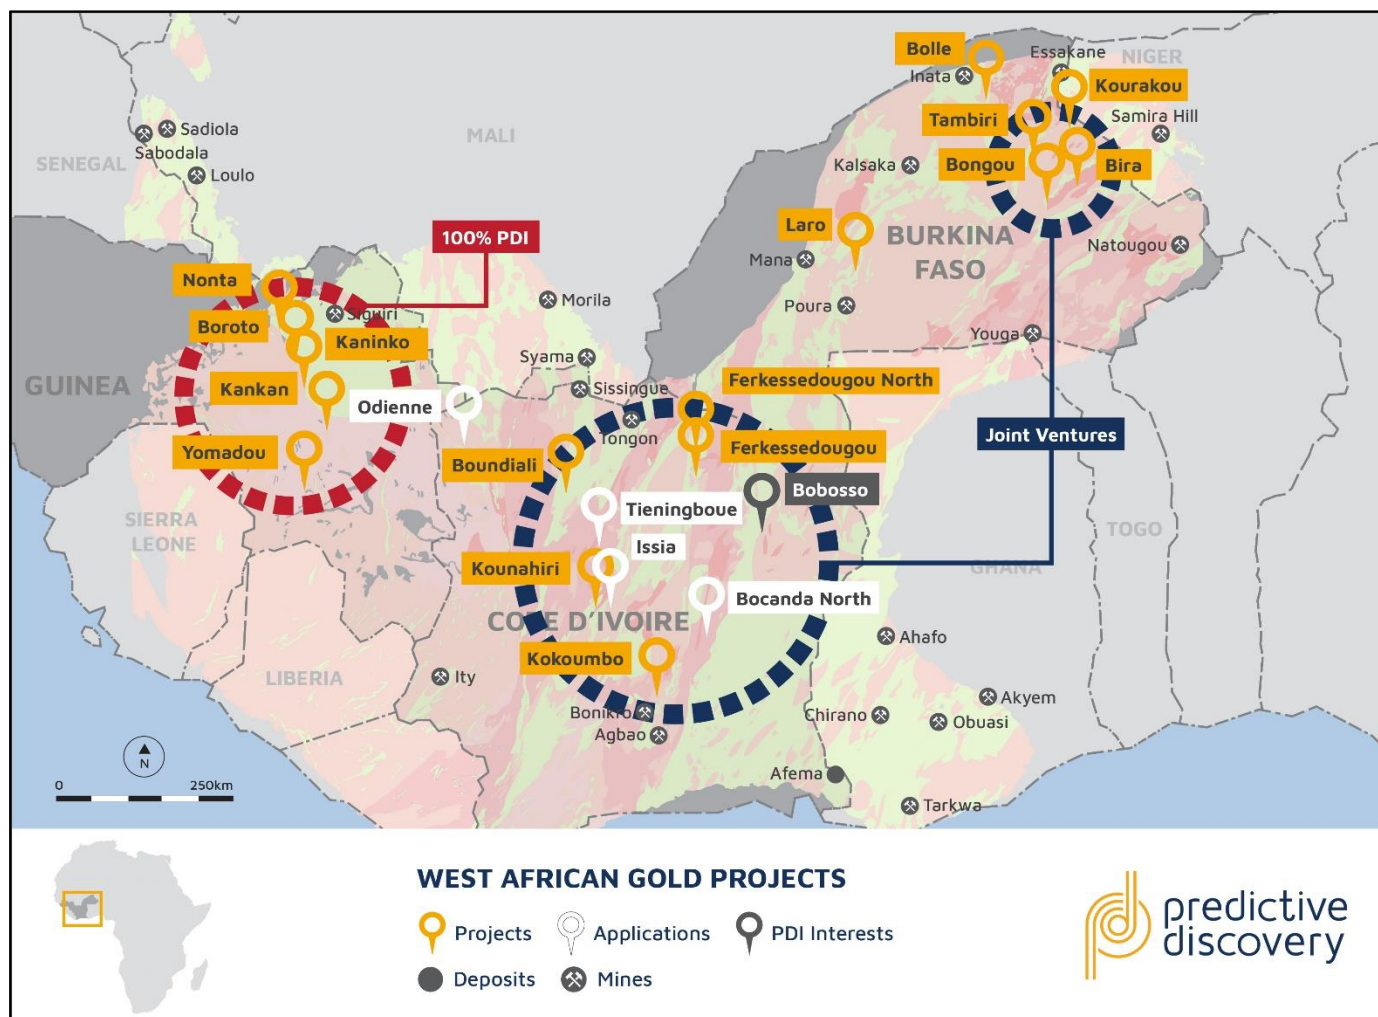 Bolle
Essakane
NIGER
Inata
Kourakou
Tambiri
Samira Hill
Sadiola
Sabodala
MALI
SENEGAL
Loulo
Kalsaka
Bongou
Bira
Laro
BURKINA
FASO
100% PDI
Mana
Natougou
Nonta
Siguiri
Morila
Poura
Boroto
Kaninko
Youga
Syama
GUINEA
Kankan
Sissingue
Ferkessedougou North
Odienne
Tongon
Joint Ventures
Yomadou
Boundiali
Ferkessedougou
Bobosso
Tieningboue
SIERRA
LEONE
TOGO
Issia
Kounahiri
GHANA
Bocanda North
COTE D'IVOIRE
Ahafo
Kokoumbo
LIBERIA
Ity
Akyem
Bonikro
Chirano
Obuasi
Agbao
N
Afema
0 250km
Tarkwa
WEST AFRICAN GOLD PROJECTS
Projects Applications PDI Interests
Deposits Mines
predictive
discovery